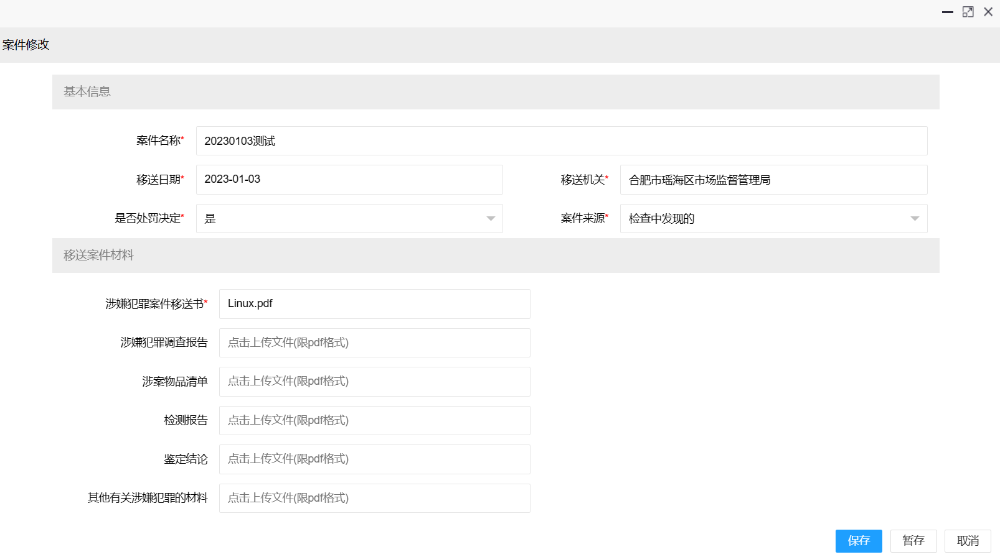 案件修改
基本信息
案件名称* 20230103测试
移送日期* 2023-01-03 移送机关* 合肥市瑶海区市场监督管理局
是否处罚决定* 是 案件来源* 检查中发现的
移送案件材料
涉嫌犯罪案件移送书* Linux.pdf
涉嫌犯罪调查报告 点击上传文件(限pdf格式)
涉案物品清单 点击上传文件(限pdf格式)
检测报告 点击上传文件(限pdf格式)
鉴定结论 点击上传文件(限pdf格式)
其他有关涉嫌犯罪的材料 点击上传文件(限pdf格式)
保存 暂存 取消